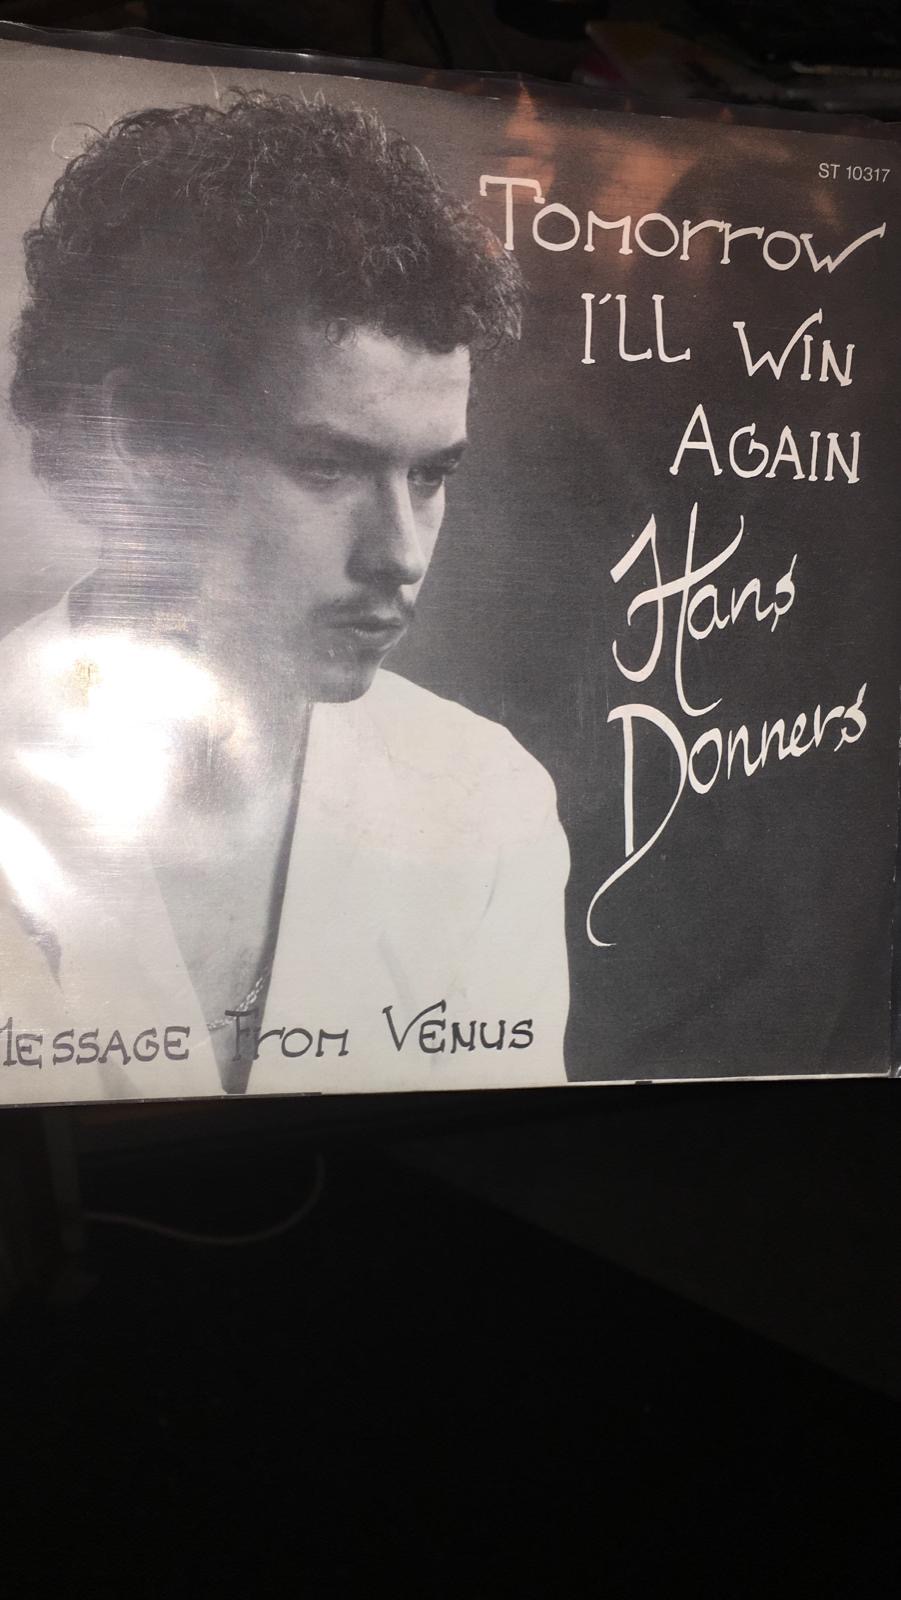 ST 10317
Tomorrow
I'LL WIN
AGAIN
Hans
Donners
MESSAGE From VENUS